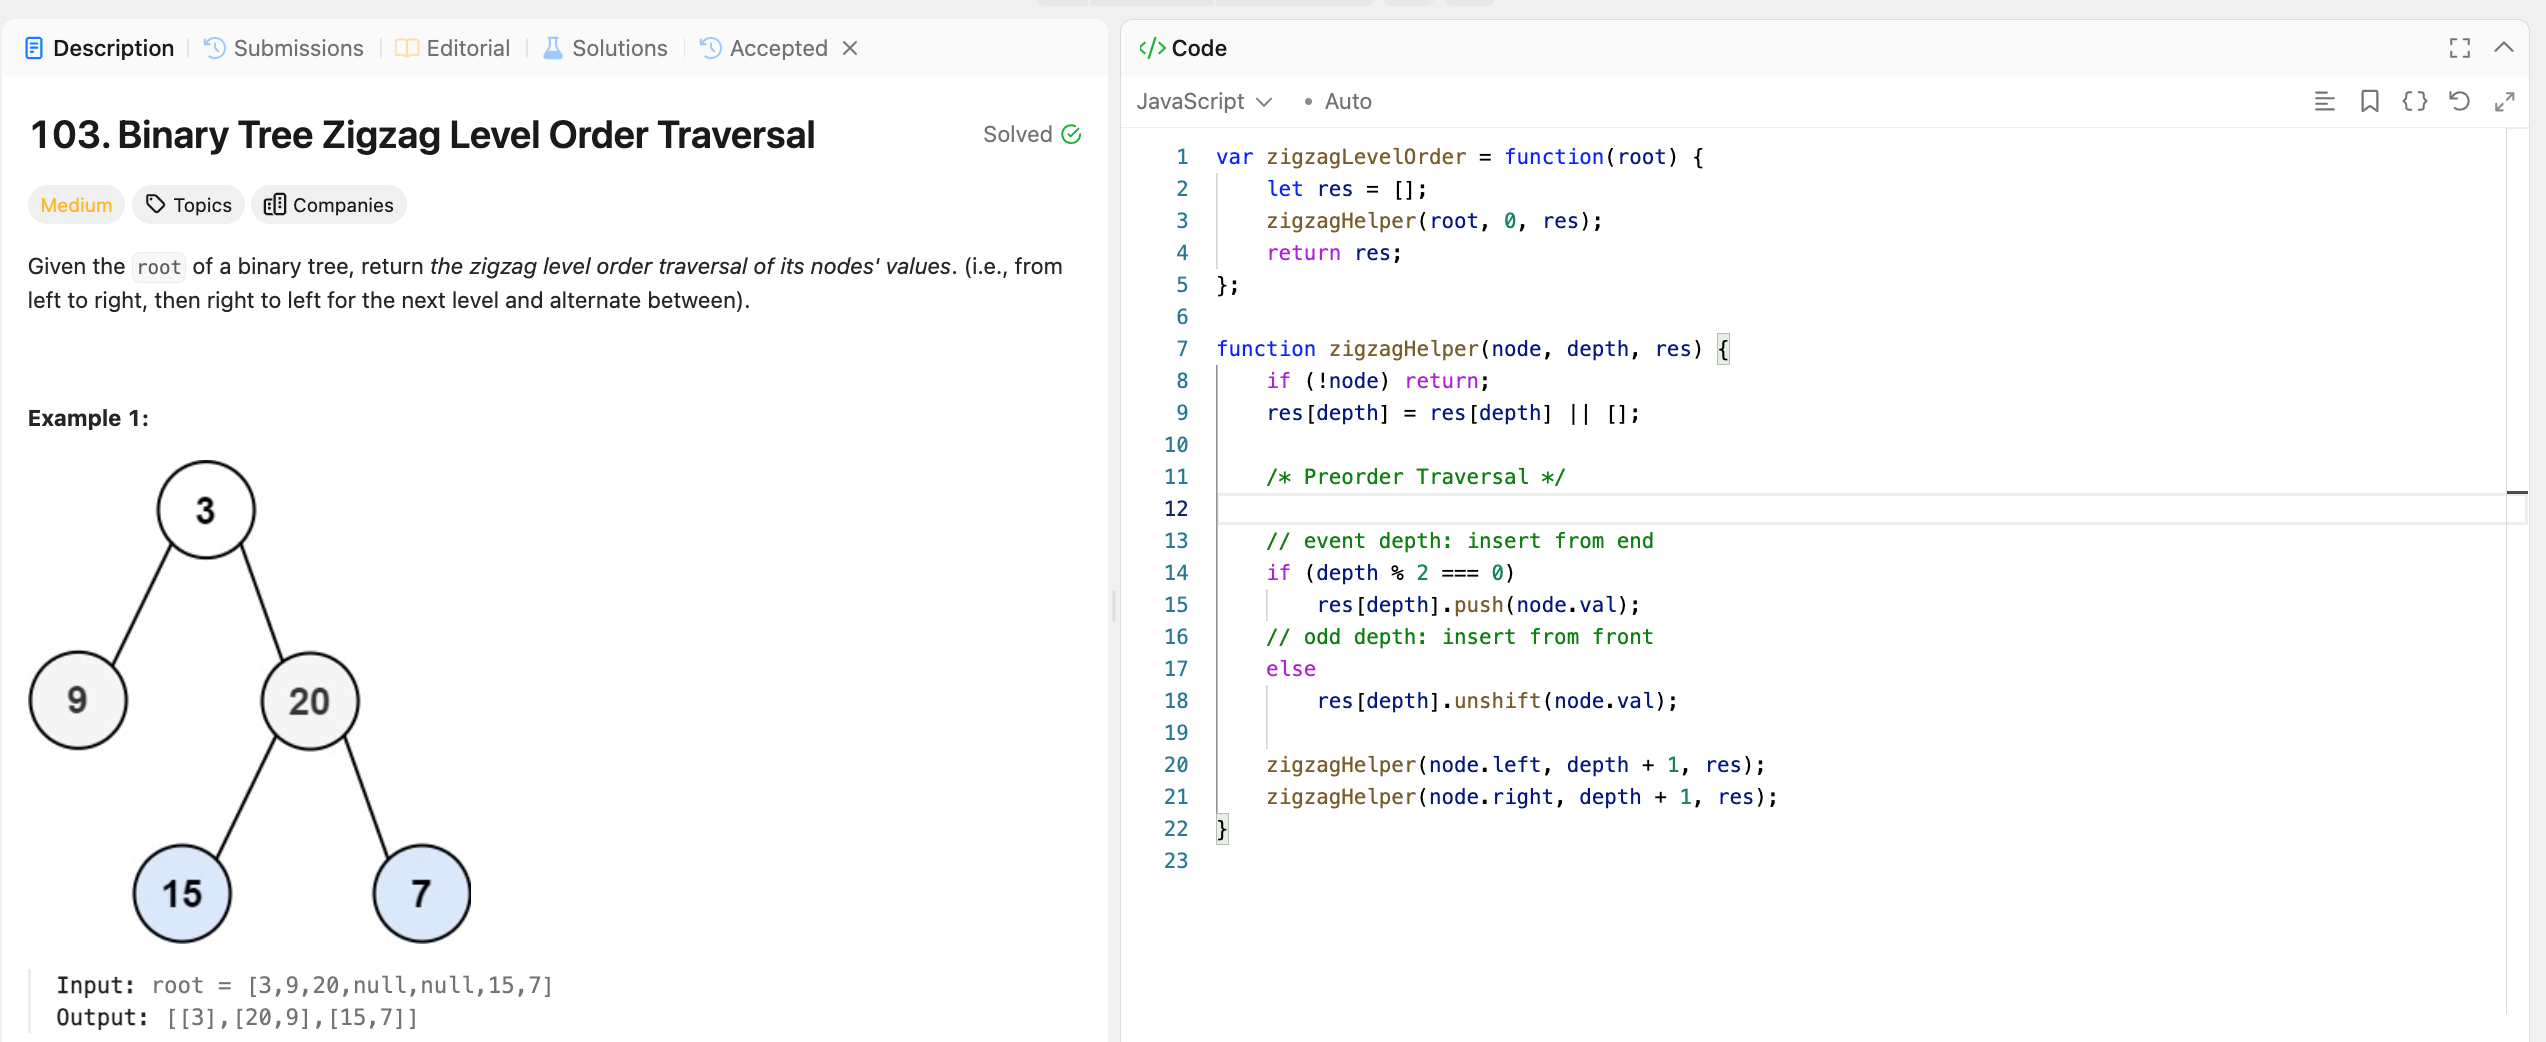 Description
Submissions
Editorial
Solutions
Accepted
103. Binary Tree Zigzag Level Order Traversal
Solved
Medium
Topics
Companies
Given the root of a binary tree, return the zigzag level order traversal of its nodes' values. (i.e., from
left to right, then right to left for the next level and alternate between).
Example 1:
3
9
20
15
7
Input: root = [3,9,20,null,null,15,7]
Output: [[3],[20,9],[15,7]]
</> Code
JavaScript
• Auto
1 var zigzagLevelOrder = function(root) {
2     let res = [];
3     zigzagHelper(root, 0, res);
4     return res;
5 };
6
7 function zigzagHelper(node, depth, res) {
8     if (!node) return;
9     res[depth] = res[depth] || [];
10
11     /* Preorder Traversal */
12
13     // event depth: insert from end
14     if (depth % 2 === 0)
15         res[depth].push(node.val);
16     // odd depth: insert from front
17     else
18         res[depth].unshift(node.val);
19
20     zigzagHelper(node.left, depth + 1, res);
21     zigzagHelper(node.right, depth + 1, res);
22 }
23